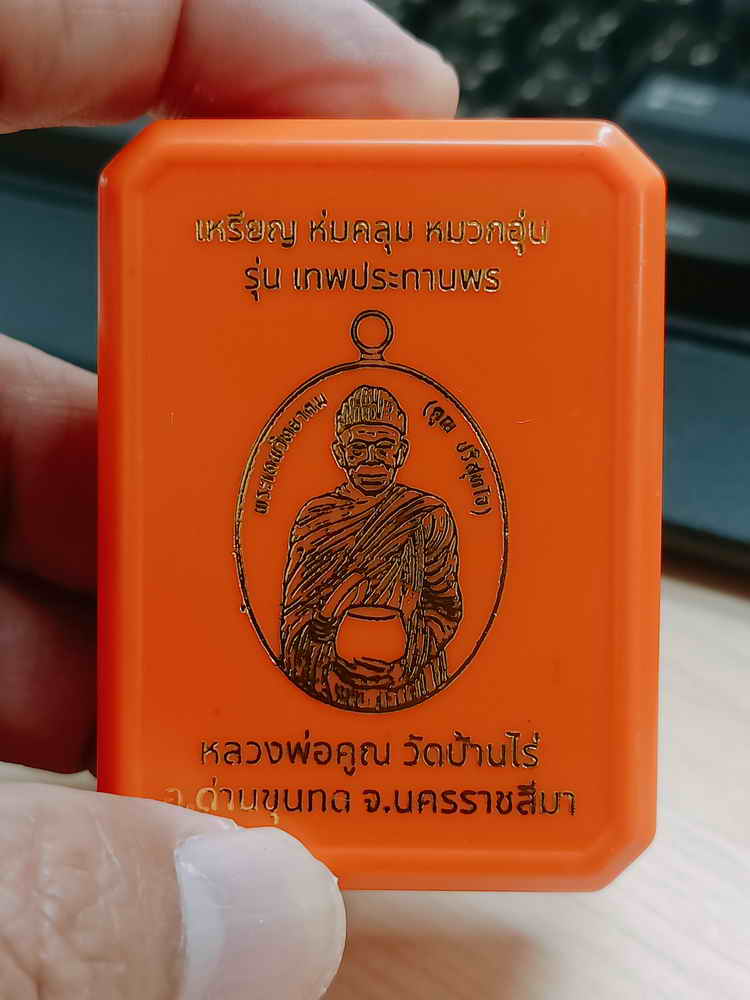 เหรียญ ห่มคลุม หมวกอุ่น
รุ่น เทพประทานพร
พระเทพวิทยาคม
(คูณ ปริสุทโธ)
หลวงพ่อคูณ วัดบ้านไร่
อ.ด่านขุนทด จ.นครราชสีมา